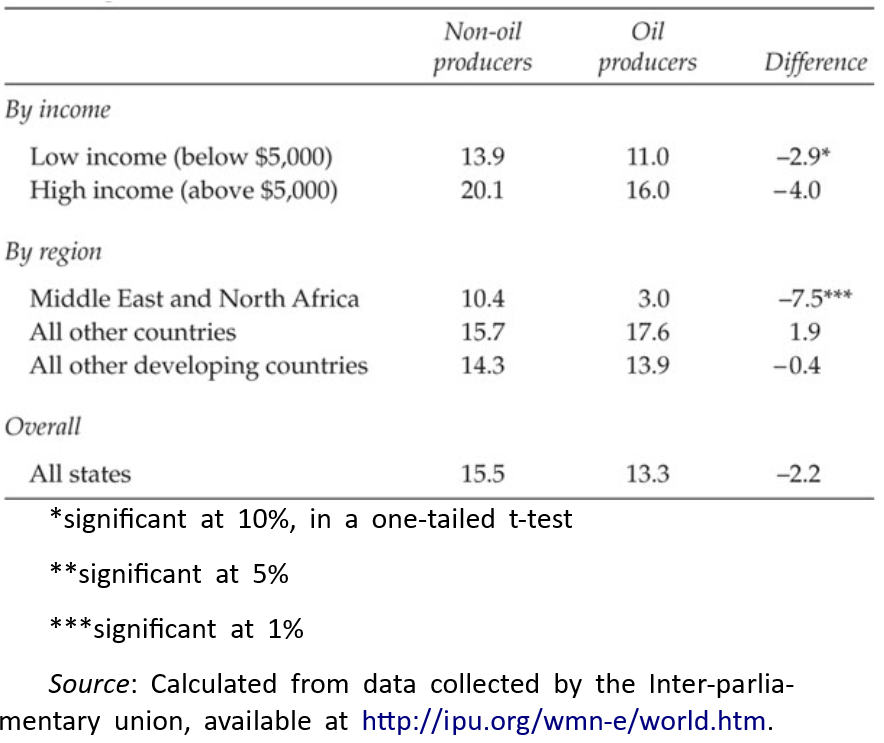 Non-oil producers Oil producers Difference
By income
Low income (below $5,000) 13.9 11.0 –2.9*
High income (above $5,000) 20.1 16.0 –4.0
By region
Middle East and North Africa 10.4 3.0 –7.5***
All other countries 15.7 17.6 1.9
All other developing countries 14.3 13.9 –0.4
Overall
All states 15.5 13.3 –2.2
*significant at 10%, in a one-tailed t-test
**significant at 5%
***significant at 1%
Source: Calculated from data collected by the Inter-parlia-
mentary union, available at http://ipu.org/wmn-e/world.htm.